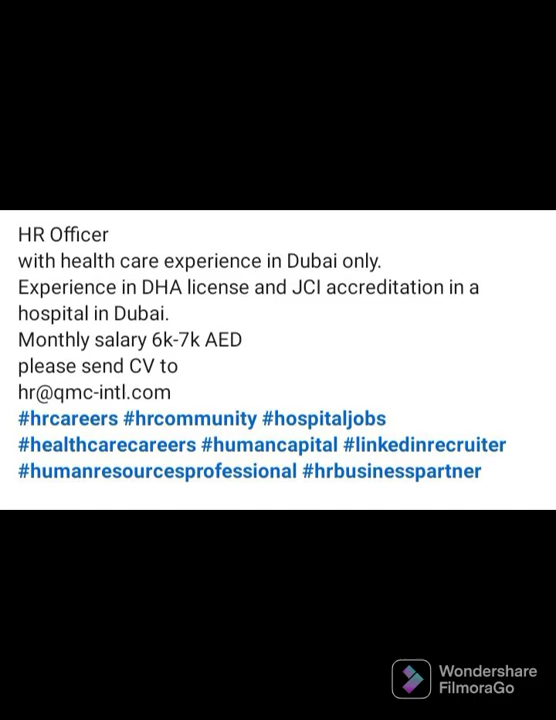 HR Officer
with health care experience in Dubai only.
Experience in DHA license and JCI accreditation in a
hospital in Dubai.
Monthly salary 6k-7k AED
please send CV to
hr@qmc-intl.com
#hrcareers #hrcommunity #hospitaljobs
#healthcarecareers #humancapital #linkedinrecruiter
#humanresourcesprofessional #hrbusinesspartner
Wondershare
FilmoraGo